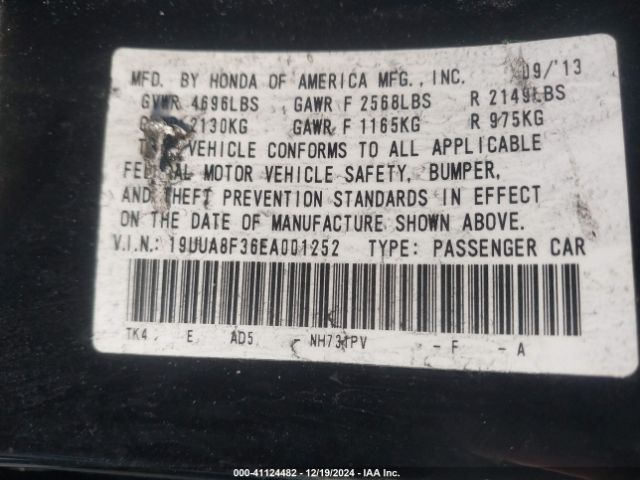 MFD. BY HONDA OF AMERICA MFG., INC. 09/'13
GVWR 4696LBS GAWR F 2568LBS R 2149LBS
2130KG GAWR F 1165KG R 975KG
VEHICLE CONFORMS TO ALL APPLICABLE
FEDERAL MOTOR VEHICLE SAFETY, BUMPER,
AND THEFT PREVENTION STANDARDS IN EFFECT
ON THE DATE OF MANUFACTURE SHOWN ABOVE.
V.I.N.: 19UUA8F36EA001252 TYPE: PASSENGER CAR
TK4 E AD5 - NH731PV - F - A
000-41124482 - 12/19/2024 - IAA Inc.